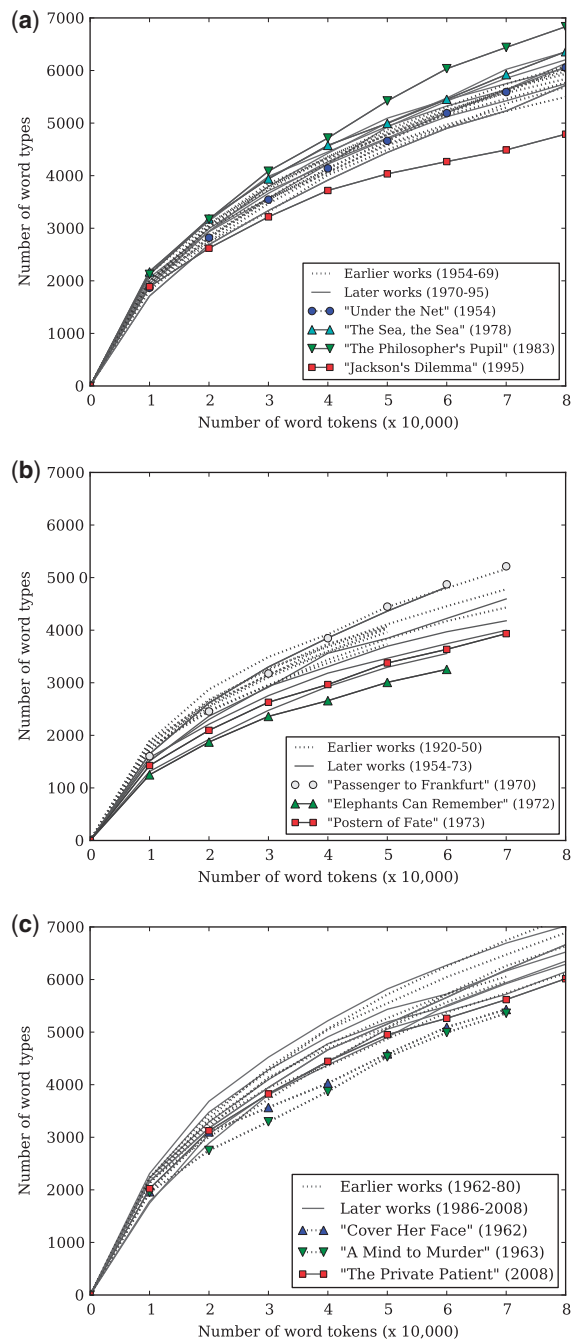 (a)
7000
6000
5000
4000
3000
2000
1000
0
Number of word types
Earlier works (1954-69)
Later works (1970-95)
"Under the Net" (1954)
"The Sea, the Sea" (1978)
"The Philosopher's Pupil" (1983)
"Jackson's Dilemma" (1995)
0 1 2 3 4 5 6 7 8
Number of word tokens (x 10,000)
(b)
7000
600 0
500 0
4000
3000
2000
100 0
0
Number of word types
Earlier works (1920-50)
Later works (1954-73)
"Passenger to Frankfurt" (1970)
"Elephants Can Remember" (1972)
"Postern of Fate" (1973)
0 1 2 3 4 5 6 7 8
Number of word tokens (x 10,000)
(c)
7000
6000
5000
4000
3000
2000
1000
0
Number of word types
Earlier works (1962-80)
Later works (1986-2008)
"Cover Her Face" (1962)
"A Mind to Murder" (1963)
"The Private Patient" (2008)
0 1 2 3 4 5 6 7 8
Number of word tokens (x 10,000)